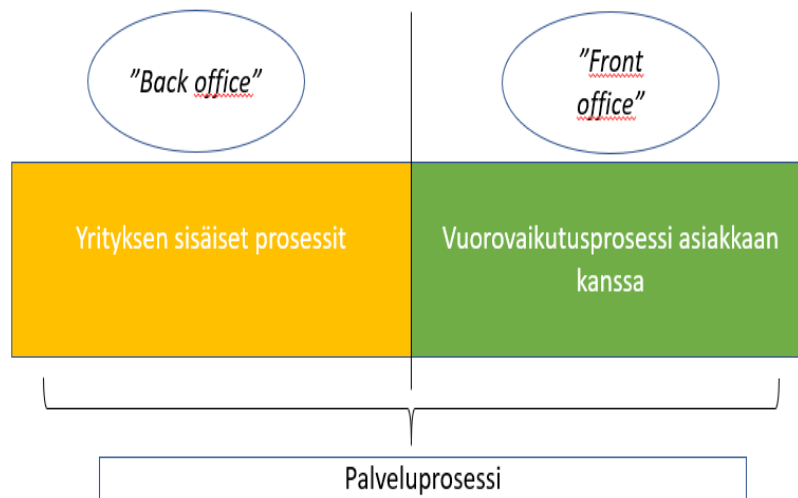 "Back office"
"Front
office"
Yrityksen sisäiset prosessit
Vuorovaikutusprosessi asiakkaan
kanssa
Palveluprosessi